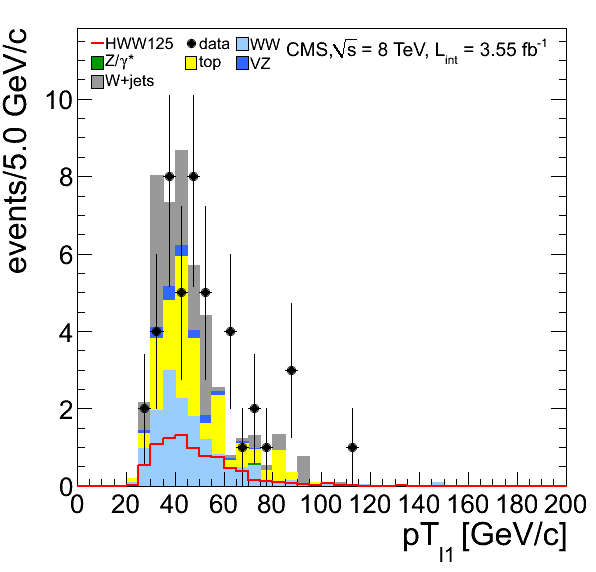 HWW125 data WW CMS,√s = 8 TeV, L_int = 3.55 fb⁻¹
Z/γ* top VZ
W+jets
events/5.0 GeV/c
10
8
6
4
2
0
0 20 40 60 80 100 120 140 160 180 200
pT_l1 [GeV/c]